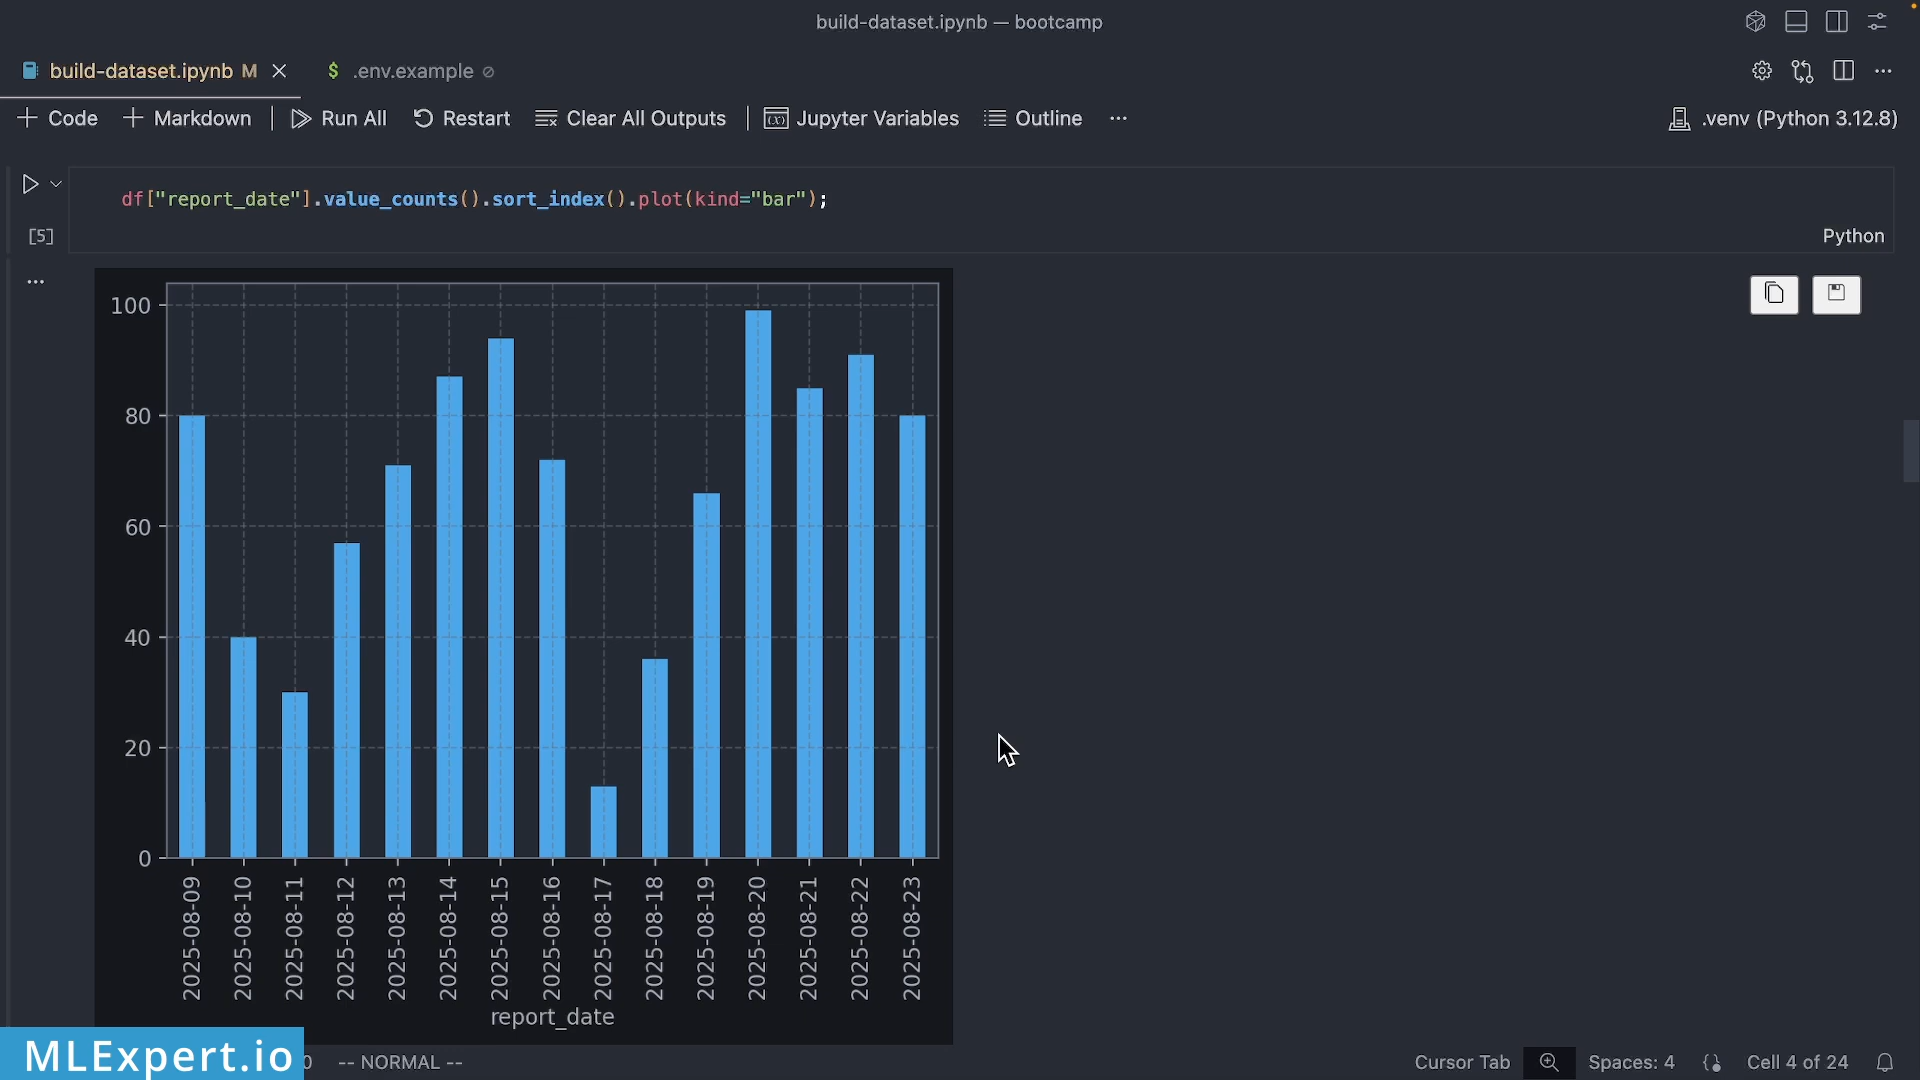 build-dataset.ipynb — bootcamp
build-dataset.ipynb M
$ .env.example
Code Markdown Run All Restart Clear All Outputs Jupyter Variables Outline ... .venv (Python 3.12.8)
df["report_date"].value_counts().sort_index().plot(kind="bar");
[5]
Python
100
80
60
40
20
0
2025-08-09
2025-08-10
2025-08-11
2025-08-12
2025-08-13
2025-08-14
2025-08-15
2025-08-16
2025-08-17
2025-08-18
2025-08-19
2025-08-20
2025-08-21
2025-08-22
2025-08-23
report_date
MLExpert.io
0 -- NORMAL -- Cursor Tab Spaces: 4 Cell 4 of 24